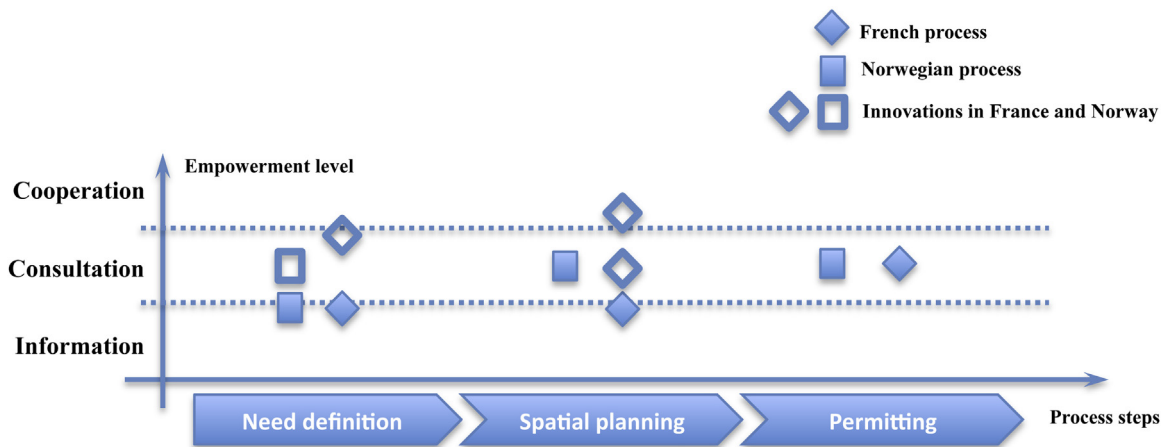 French process
Norwegian process
Innovations in France and Norway
Empowerment level
Cooperation
Consultation
Information
Need definition
Spatial planning
Permitting
Process steps